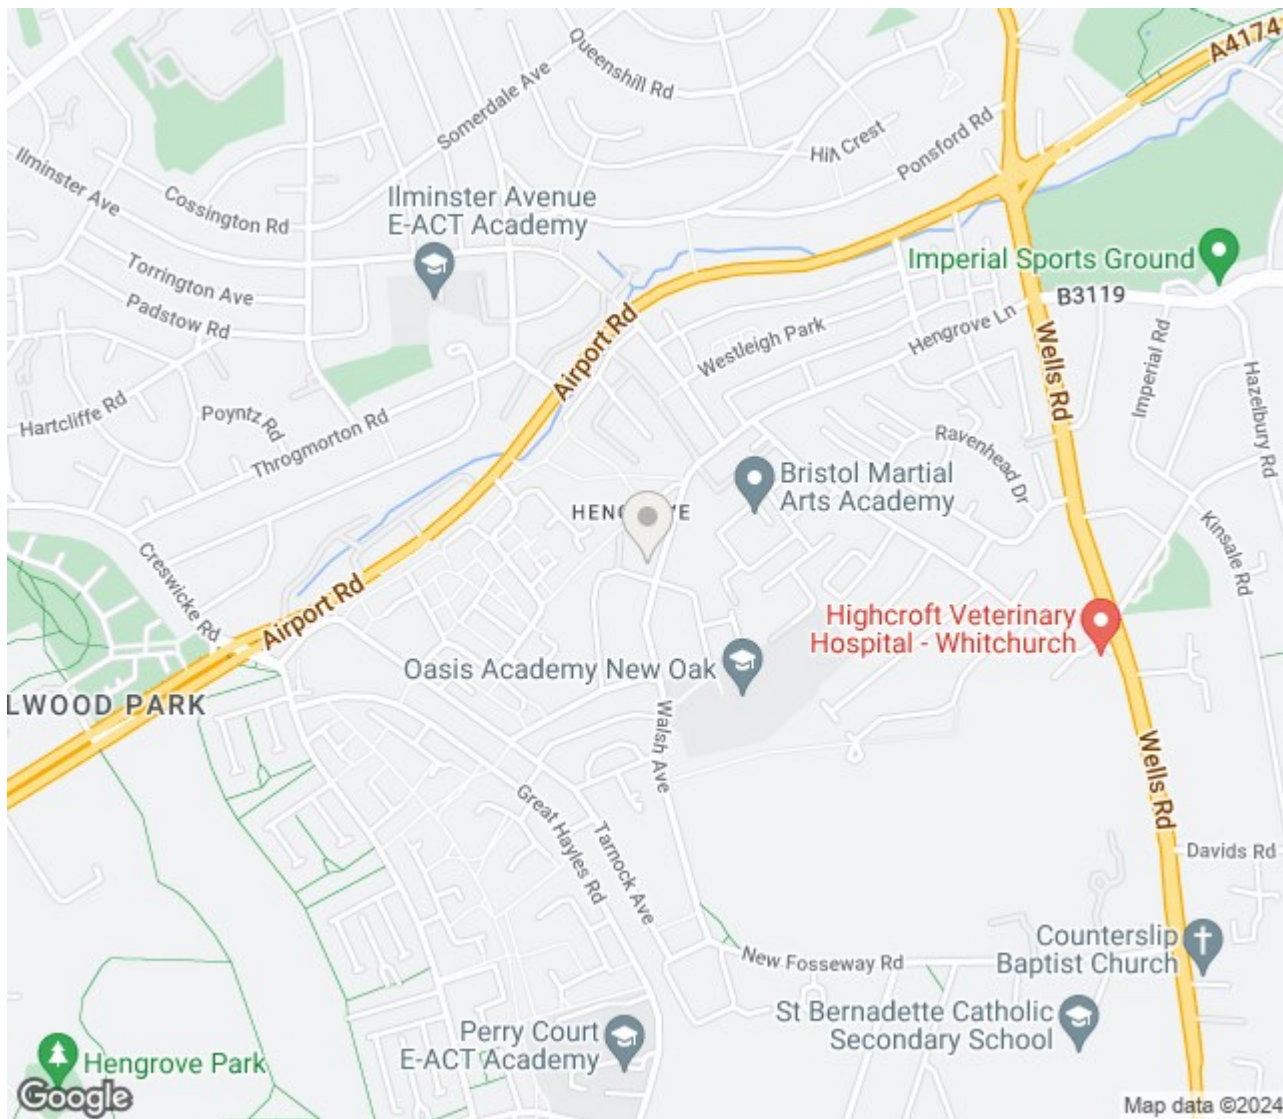 A4174
Queenshill Rd
Somerdale Ave
Hill Crest
Ponsford Rd
Ilminster Ave
Cossington Rd
Ilminster Avenue
E-ACT Academy
Imperial Sports Ground
B3119
Torrington Ave
Padstow Rd
Airport Rd
Westleigh Park
Hengrove Ln
Wells Rd
Imperial Rd
Hazelbury Rd
Hartcliffe Rd
Poyntz Rd
Throgmorton Rd
Ravenhead Dr
Bristol Martial
Arts Academy
Kinsale Rd
Creswicke Rd
Airport Rd
Highcroft Veterinary
Hospital - Whitchurch
Oasis Academy New Oak
LWOOD PARK
Walsh Ave
Wells Rd
Great Hayles Rd
Tarnock Ave
Davids Rd
New Fosseway Rd
Counterslip
Baptist Church
St Bernadette Catholic
Secondary School
Perry Court
E-ACT Academy
Hengrove Park
Google
Map data ©2024